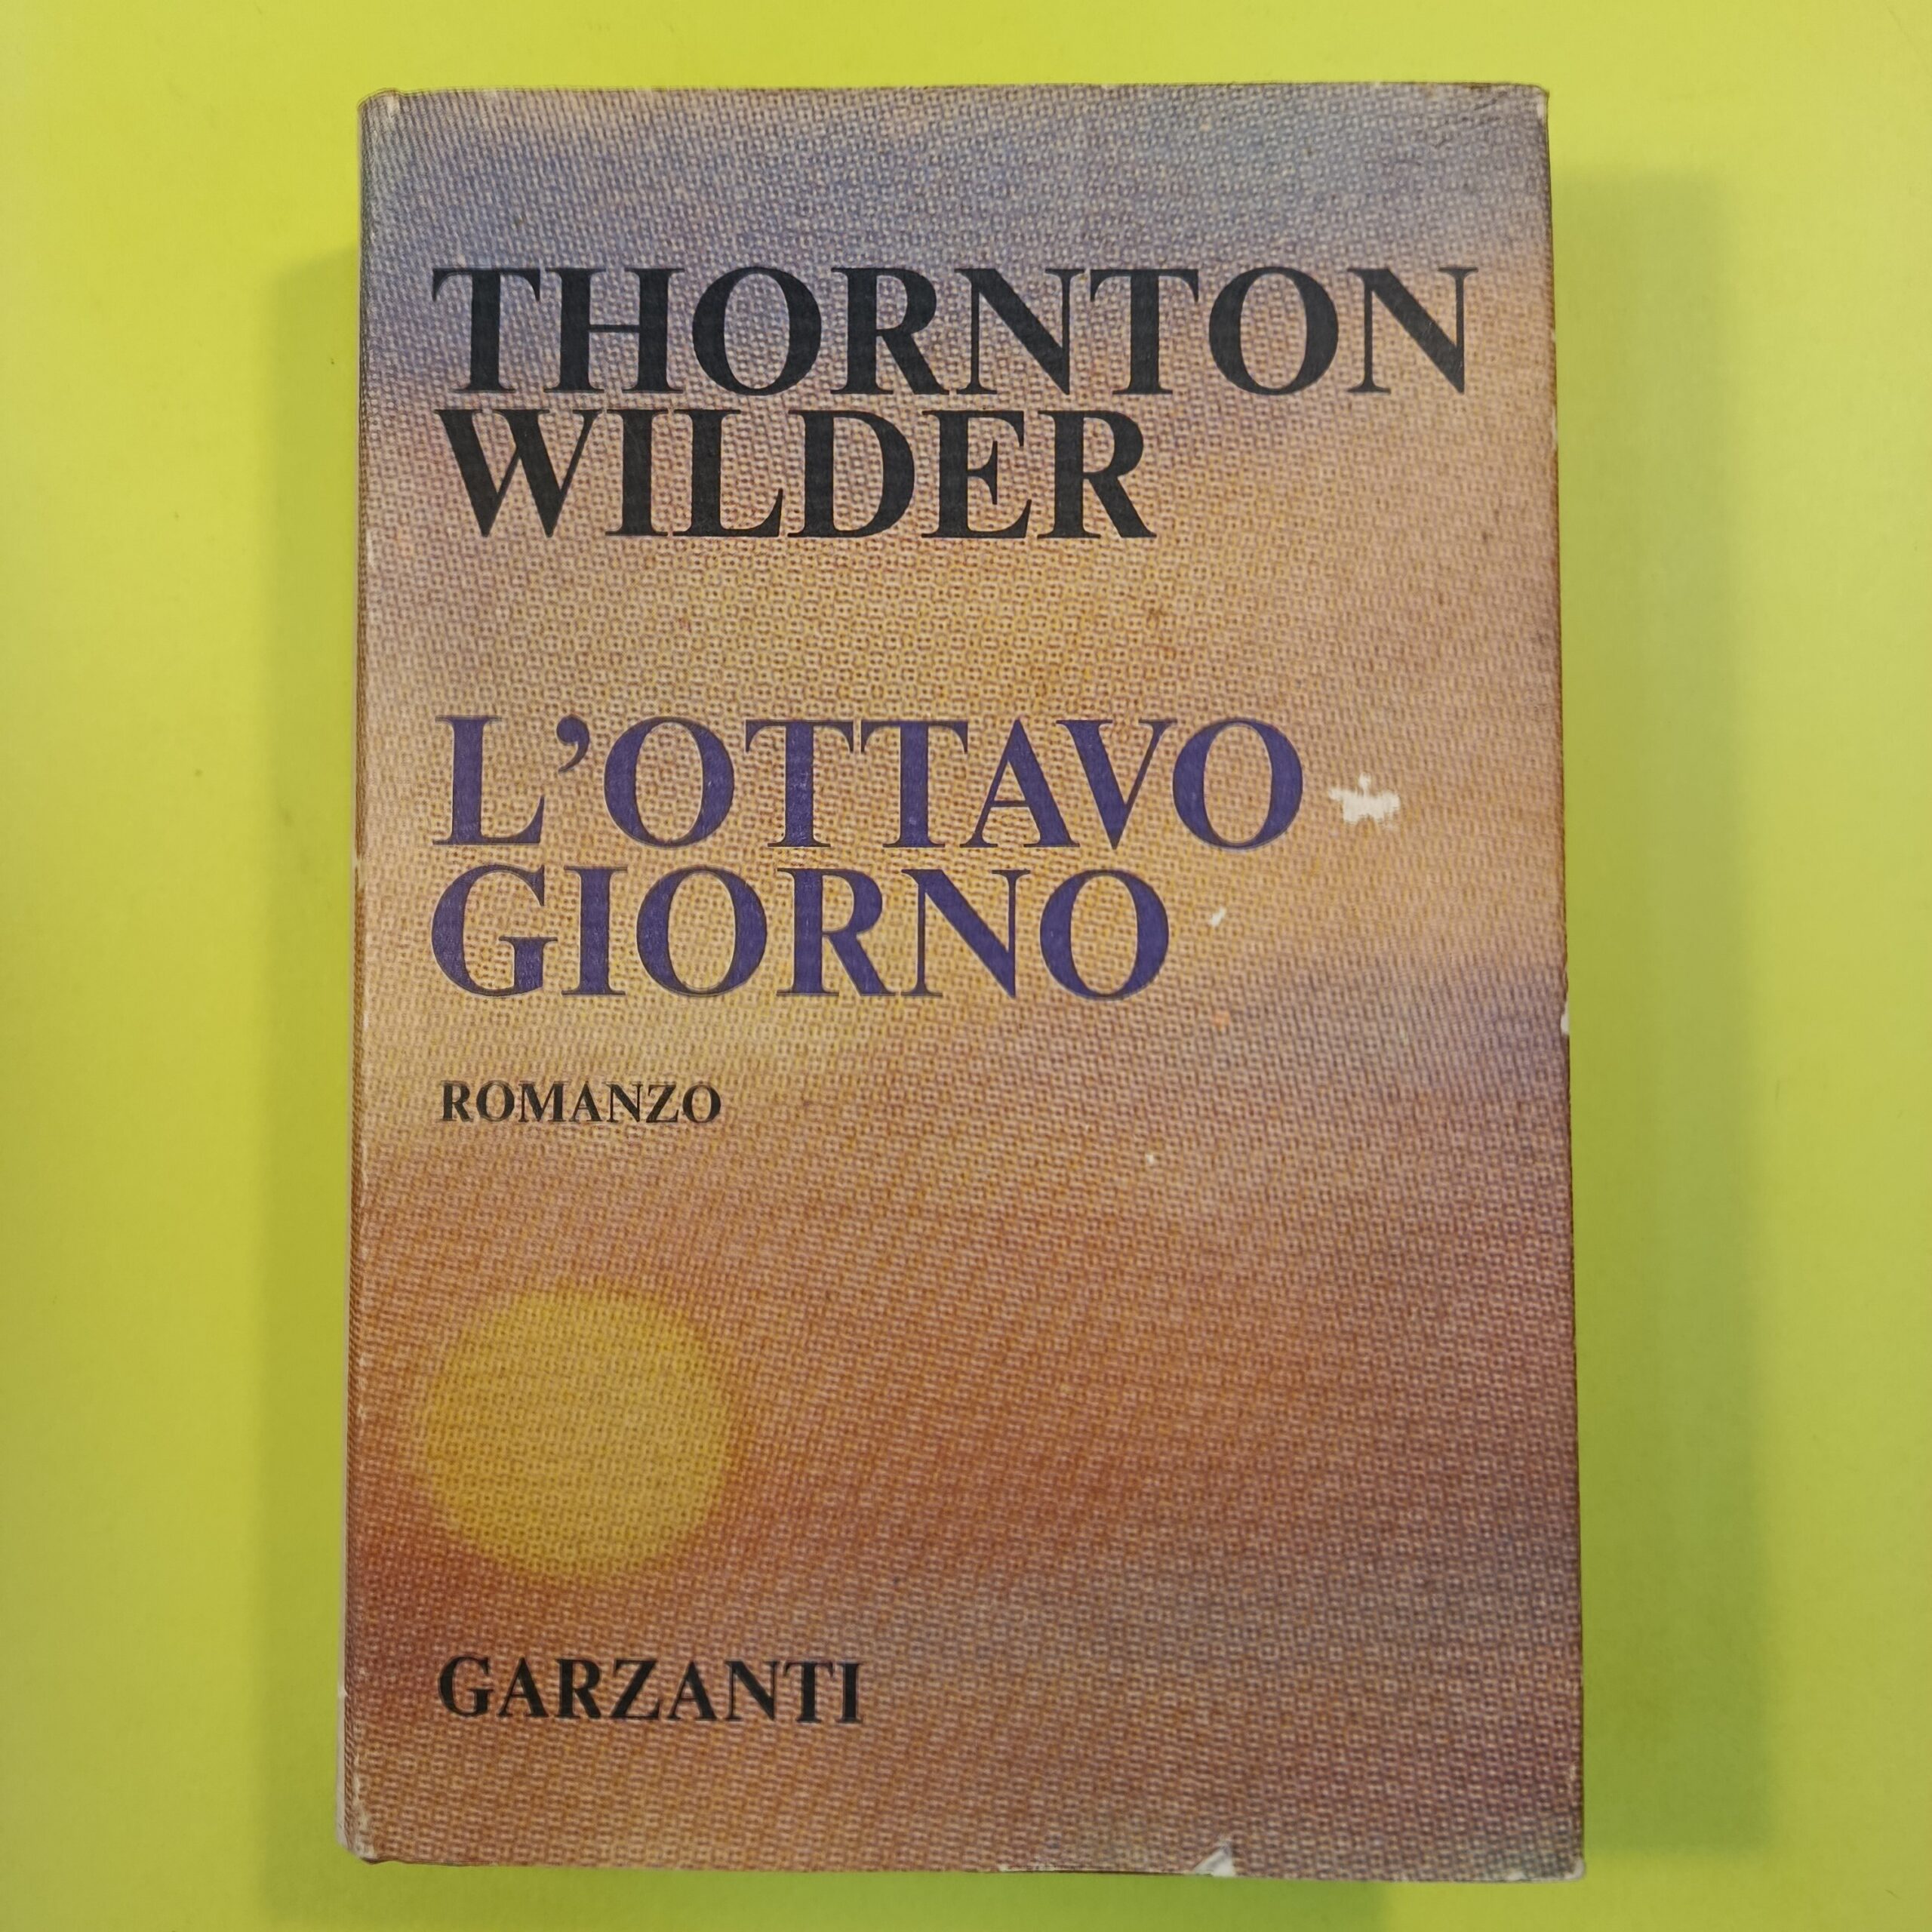 THORNTON
WILDER
L’OTTAVO
GIORNO
ROMANZO
GARZANTI